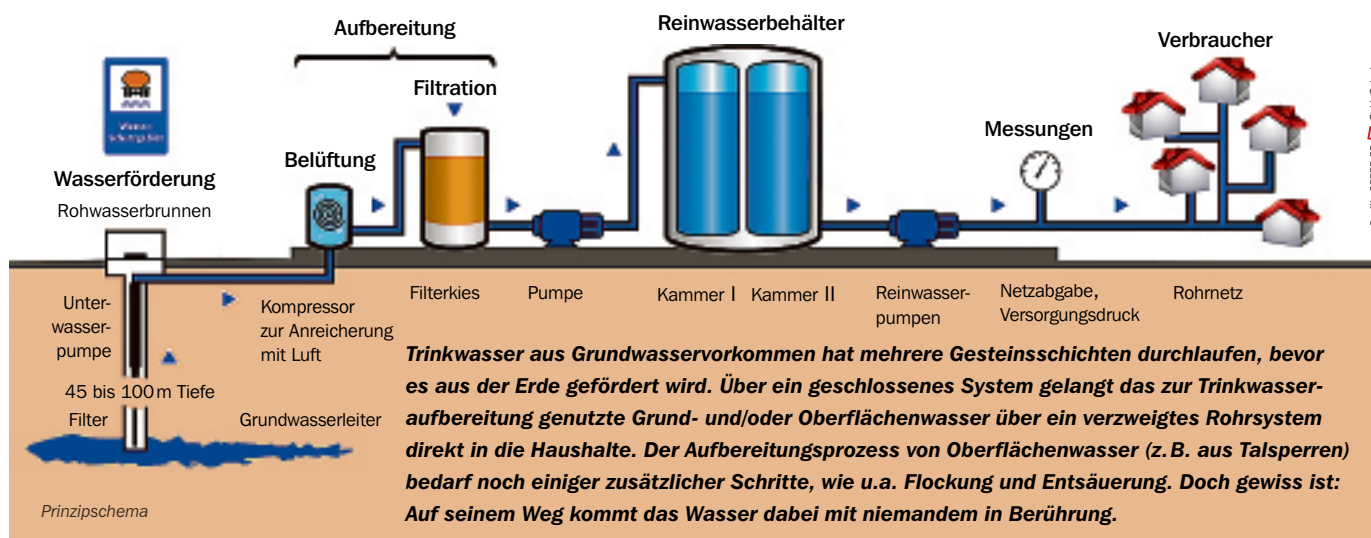 Aufbereitung
Reinwasserbehälter
Verbraucher
Filtration
Messungen
Belüftung
Wasserförderung
Rohwasserbrunnen
Unter-
wasser-
pumpe
Kompressor
zur Anreicherung
mit Luft
Filterkies
Pumpe
Kammer I
Kammer II
Reinwasser-
pumpen
Netzabgabe,
Versorgungsdruck
Rohrnetz
45 bis 100 m Tiefe
Filter
Grundwasserleiter
Trinkwasser aus Grundwasservorkommen hat mehrere Gesteinsschichten durchlaufen, bevor
es aus der Erde gefördert wird. Über ein geschlossenes System gelangt das zur Trinkwasser-
aufbereitung genutzte Grund- und/oder Oberflächenwasser über ein verzweigtes Rohrsystem
direkt in die Haushalte. Der Aufbereitungsprozess von Oberflächenwasser (z. B. aus Talsperren)
bedarf noch einiger zusätzlicher Schritte, wie u.a. Flockung und Entsäuerung. Doch gewiss ist:
Auf seinem Weg kommt das Wasser dabei mit niemandem in Berührung.
Prinzipschema